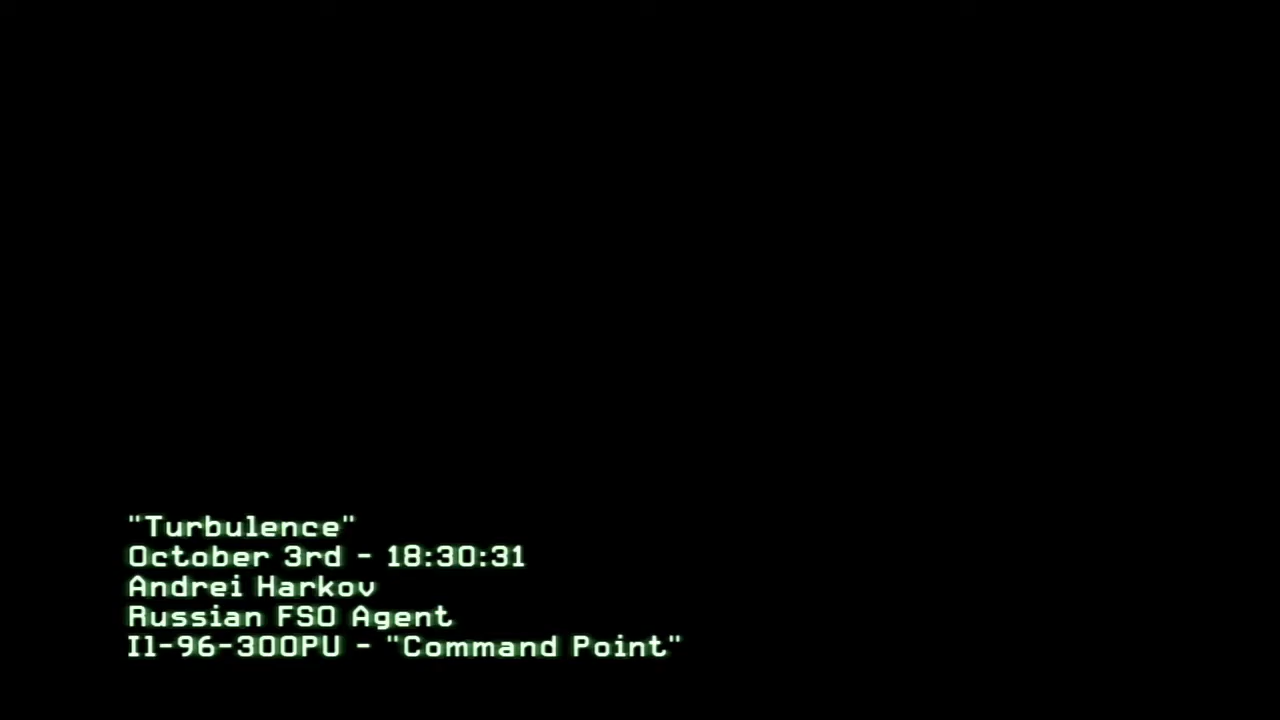 "Turbulence"
October 3rd - 18:30:31
Andrei Harkov
Russian FSO Agent
Il-96-300PU - "Command Point"